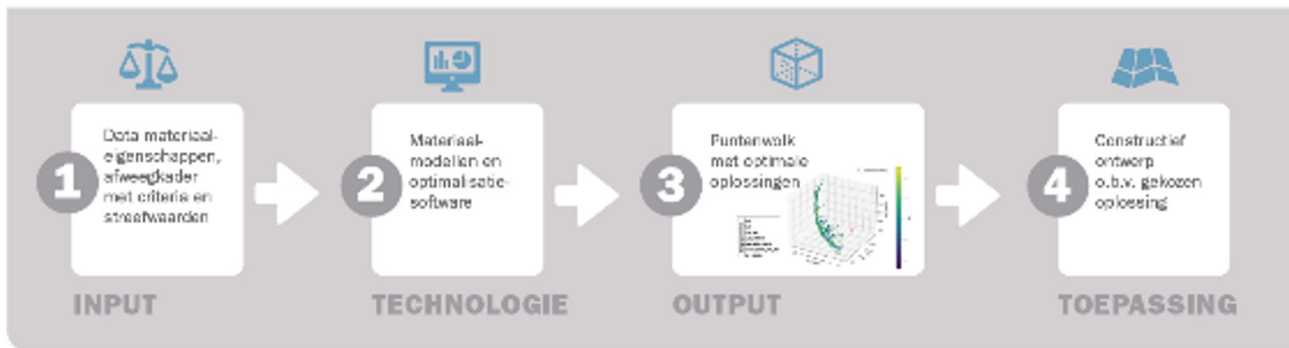 1
Data materiaal-
eigenschappen,
afweegkader
met criteria en
streefwaarden
INPUT
2
Materiaal-
modellen en
optimalisatie-
software
TECHNOLOGIE
3
Puntenwolk
met optimale
oplossingen
OUTPUT
4
Constructief
ontwerp
o.b.v. gekozen
oplossing
TOEPASSING